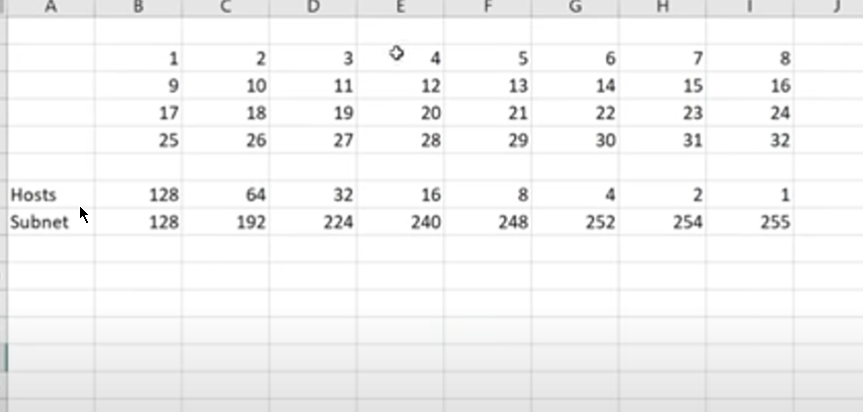 A B C D E F G H I J
1 2 3 4 5 6 7 8
9 10 11 12 13 14 15 16
17 18 19 20 21 22 23 24
25 26 27 28 29 30 31 32
Hosts 128 64 32 16 8 4 2 1
Subnet 128 192 224 240 248 252 254 255